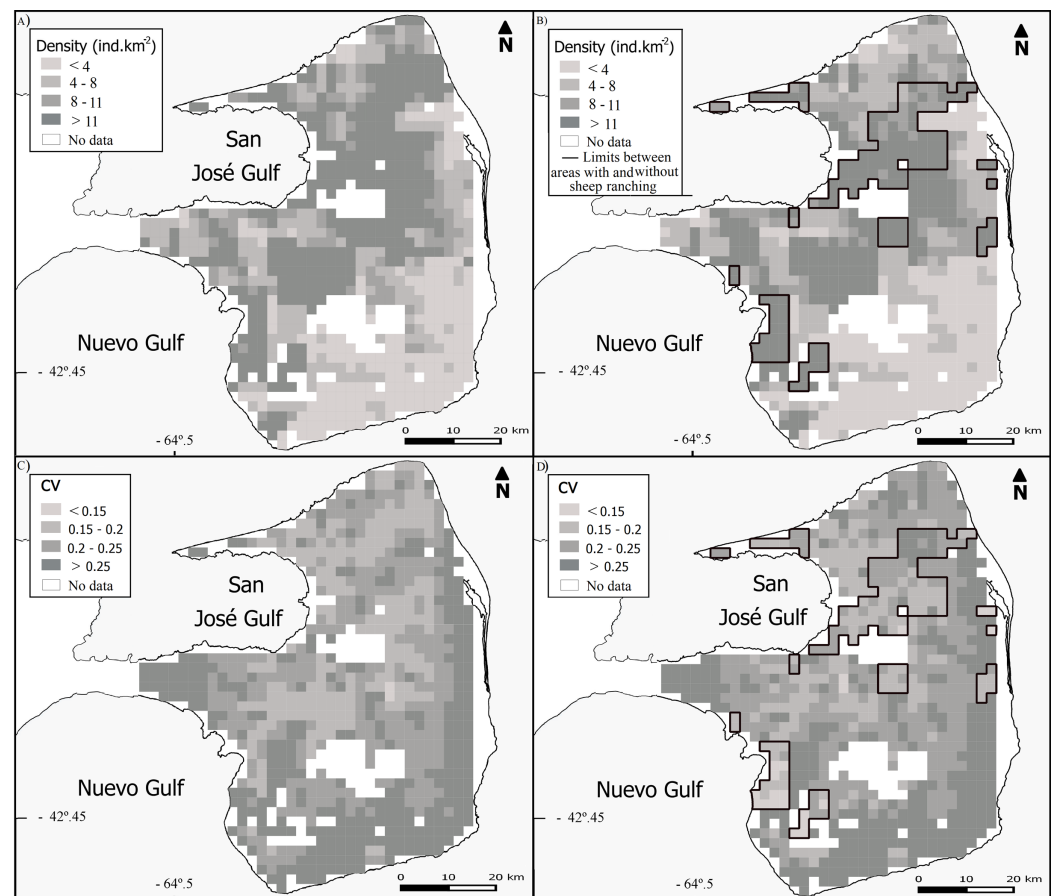 A)
Density (ind.km⁻²)
< 4
4 - 8
8 - 11
> 11
No data
N
San
José Gulf
Nuevo Gulf
- 42º.45
- 64º.5
0 10 20 km
B)
Density (ind.km⁻²)
< 4
4 - 8
8 - 11
> 11
No data
Limits between
areas with andwithout
sheep ranching
N
San
José Gulf
Nuevo Gulf
- 42º.45
- 64º.5
0 10 20 km
C)
CV
< 0.15
0.15 - 0.2
0.2 - 0.25
> 0.25
No data
N
San
José Gulf
Nuevo Gulf
- 42º.45
- 64º.5
0 10 20 km
D)
CV
< 0.15
0.15 - 0.2
0.2 - 0.25
> 0.25
No data
N
San
José Gulf
Nuevo Gulf
- 42º.45
- 64º.5
0 10 20 km